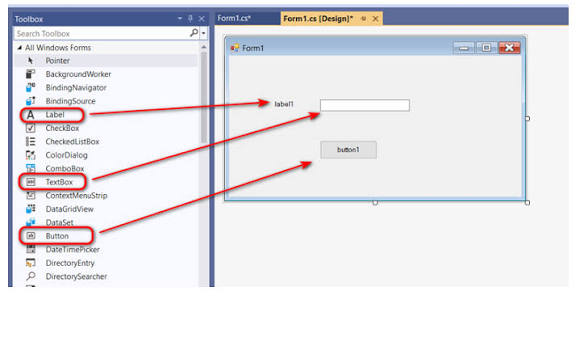 Toolbox
Form1.cs*
Form1.cs [Design]*
Search Toolbox
All Windows Forms
Pointer
BackgroundWorker
BindingNavigator
BindingSource
Label
CheckBox
CheckedListBox
ColorDialog
ComboBox
TextBox
ContextMenuStrip
DataGridView
DataSet
Button
DateTimePicker
DirectoryEntry
DirectorySearcher
Form1
label1
button1